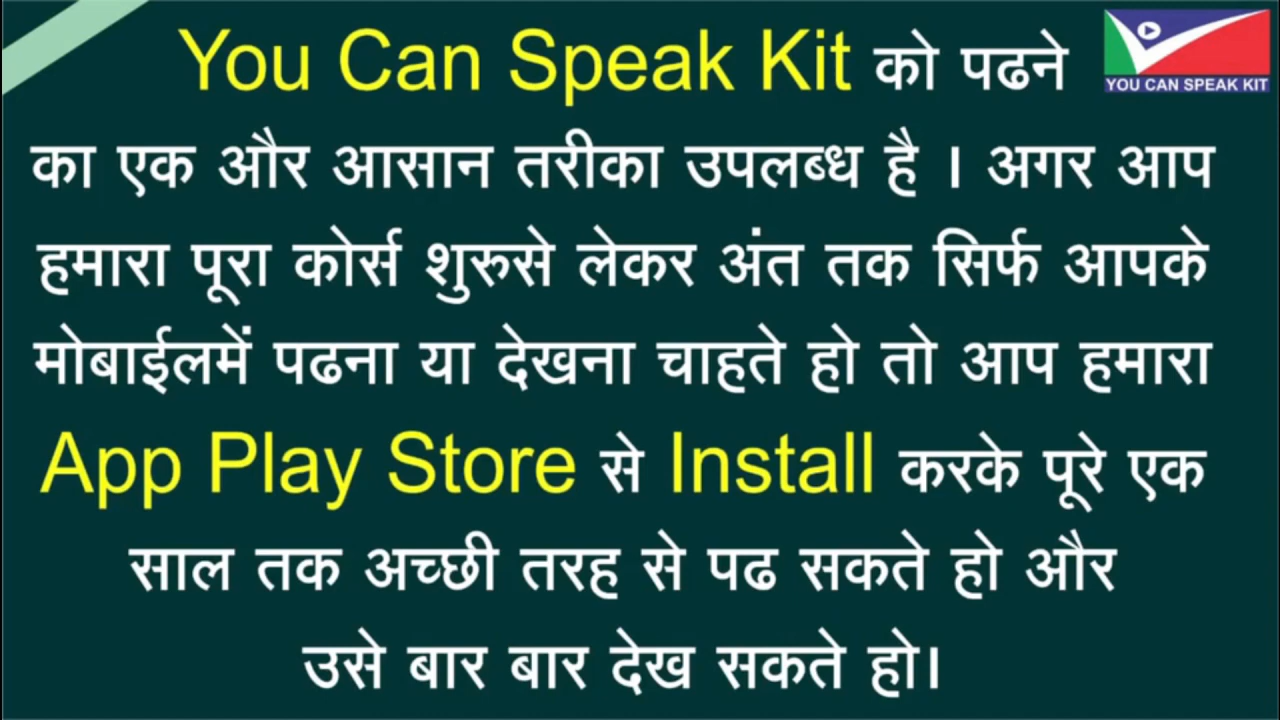 You Can Speak Kit को पढने
YOU CAN SPEAK KIT
का एक और आसान तरीका उपलब्ध है । अगर आप
हमारा पूरा कोर्स शुरुसे लेकर अंत तक सिर्फ आपके
मोबाईलमें पढना या देखना चाहते हो तो आप हमारा
App Play Store से Install करके पूरे एक
साल तक अच्छी तरह से पढ सकते हो और
उसे बार बार देख सकते हो।